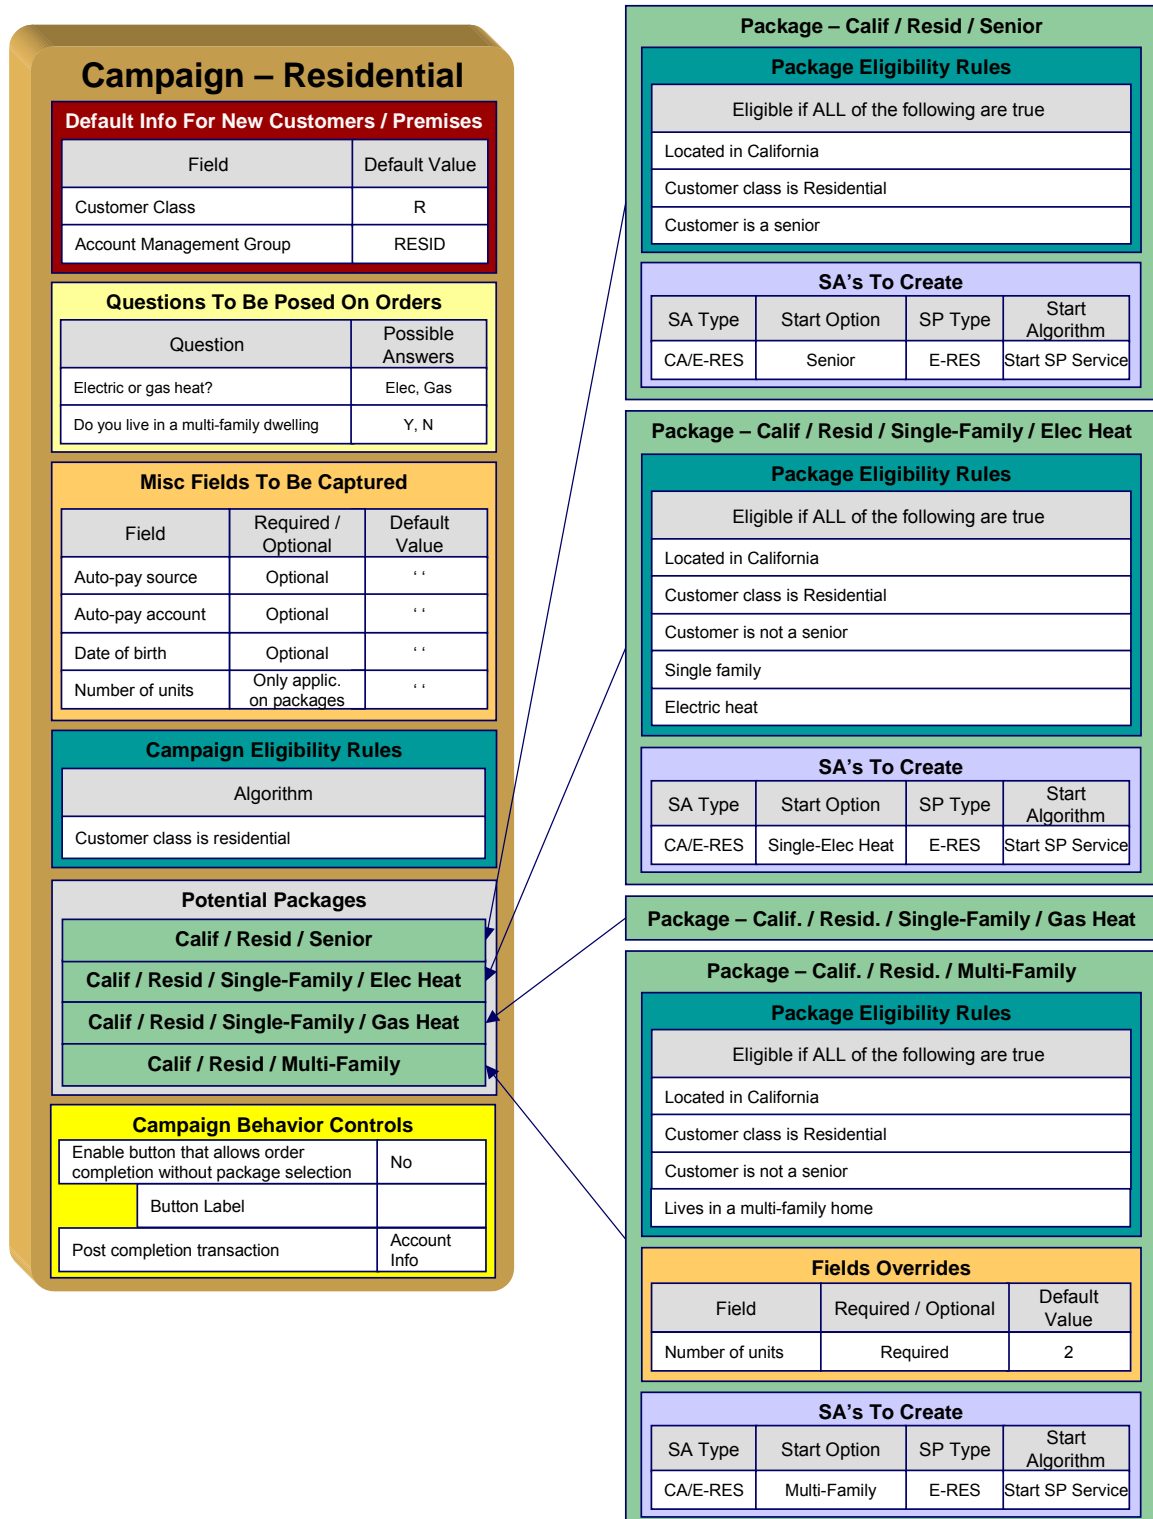 Campaign – Residential
Default Info For New Customers / Premises
Field Default Value
Customer Class R
Account Management Group RESID
Questions To Be Posed On Orders
Question Possible
Answers
Electric or gas heat? Elec, Gas
Do you live in a multi-family dwelling Y, N
Misc Fields To Be Captured
Field Required /
Optional Default
Value
Auto-pay source Optional ‘ ‘
Auto-pay account Optional ‘ ‘
Date of birth Optional ‘ ‘
Number of units Only applic.
on packages ‘ ‘
Campaign Eligibility Rules
Algorithm
Customer class is residential
Potential Packages
Calif / Resid / Senior
Calif / Resid / Single-Family / Elec Heat
Calif / Resid / Single-Family / Gas Heat
Calif / Resid / Multi-Family
Campaign Behavior Controls
Enable button that allows order
completion without package selection No
Button Label
Post completion transaction Account
Info
Package – Calif / Resid / Senior
Package Eligibility Rules
Eligible if ALL of the following are true
Located in California
Customer class is Residential
Customer is a senior
SA’s To Create
SA Type Start Option SP Type Start
Algorithm
CA/E-RES Senior E-RES Start SP Service
Package – Calif / Resid / Single-Family / Elec Heat
Package Eligibility Rules
Eligible if ALL of the following are true
Located in California
Customer class is Residential
Customer is not a senior
Single family
Electric heat
SA’s To Create
SA Type Start Option SP Type Start
Algorithm
CA/E-RES Single-Elec Heat E-RES Start SP Service
Package – Calif. / Resid. / Single-Family / Gas Heat
Package – Calif. / Resid. / Multi-Family
Package Eligibility Rules
Eligible if ALL of the following are true
Located in California
Customer class is Residential
Customer is not a senior
Lives in a multi-family home
Fields Overrides
Field Required / Optional Default
Value
Number of units Required 2
SA’s To Create
SA Type Start Option SP Type Start
Algorithm
CA/E-RES Multi-Family E-RES Start SP Service